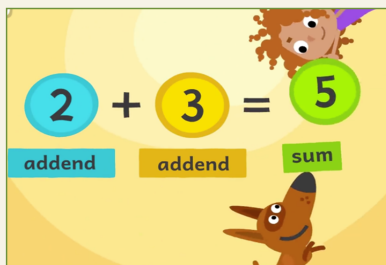 2 + 3 = 5
addend addend sum